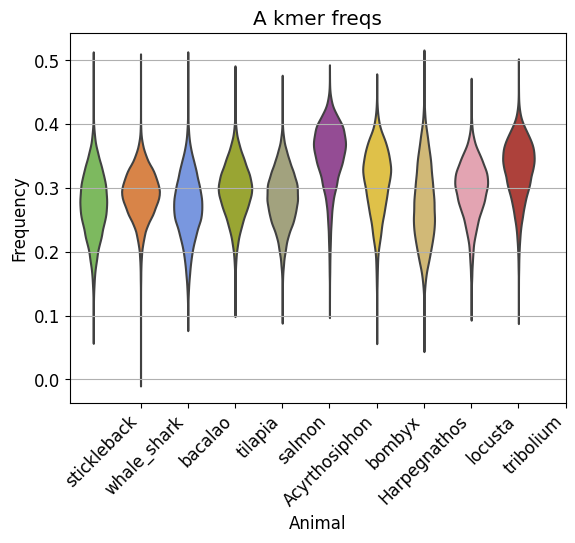 A kmer freqs
Frequency
0.5
0.4
0.3
0.2
0.1
0.0
stickleback
whale_shark
bacalao
tilapia
salmon
Acyrthosiphon
bombyx
Harpegnathos
locusta
tribolium
Animal